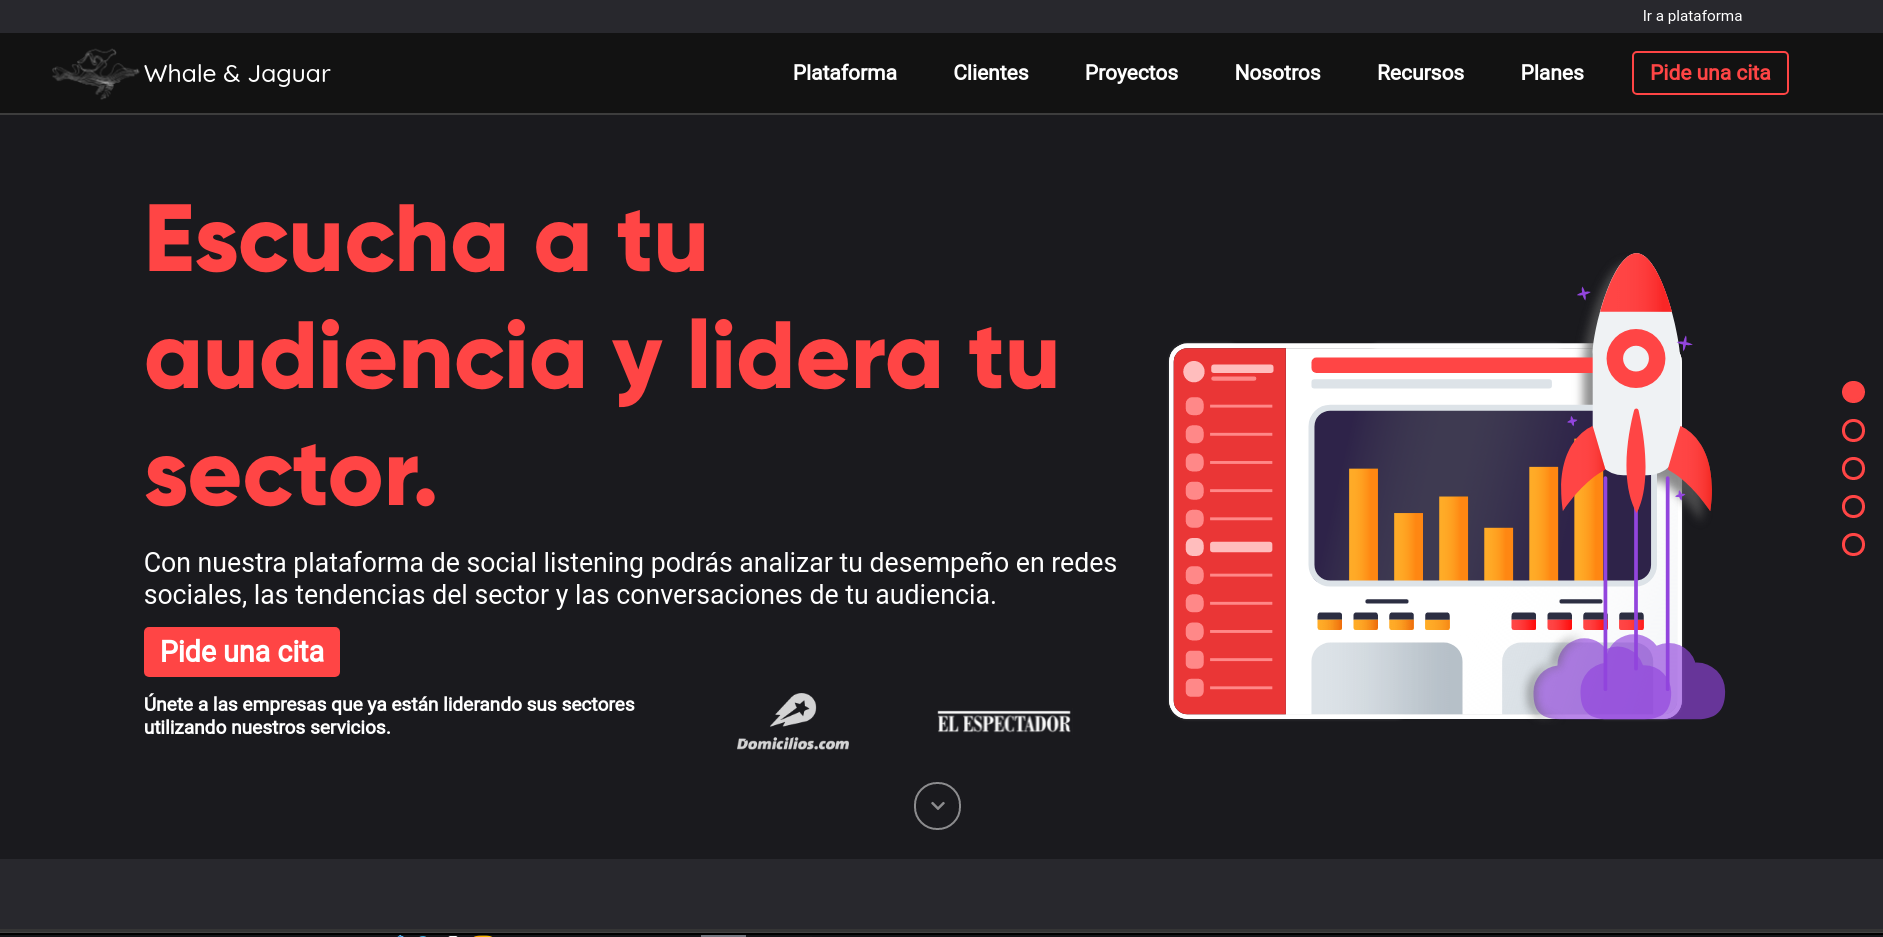 Ir a plataforma
Whale & Jaguar
Plataforma
Clientes
Proyectos
Nosotros
Recursos
Planes
Pide una cita
Escucha a tu
audiencia y lidera tu
sector.
Con nuestra plataforma de social listening podrás analizar tu desempeño en redes
sociales, las tendencias del sector y las conversaciones de tu audiencia.
Pide una cita
Únete a las empresas que ya están liderando sus sectores
utilizando nuestros servicios.
Domicilios.com
EL ESPECTADOR